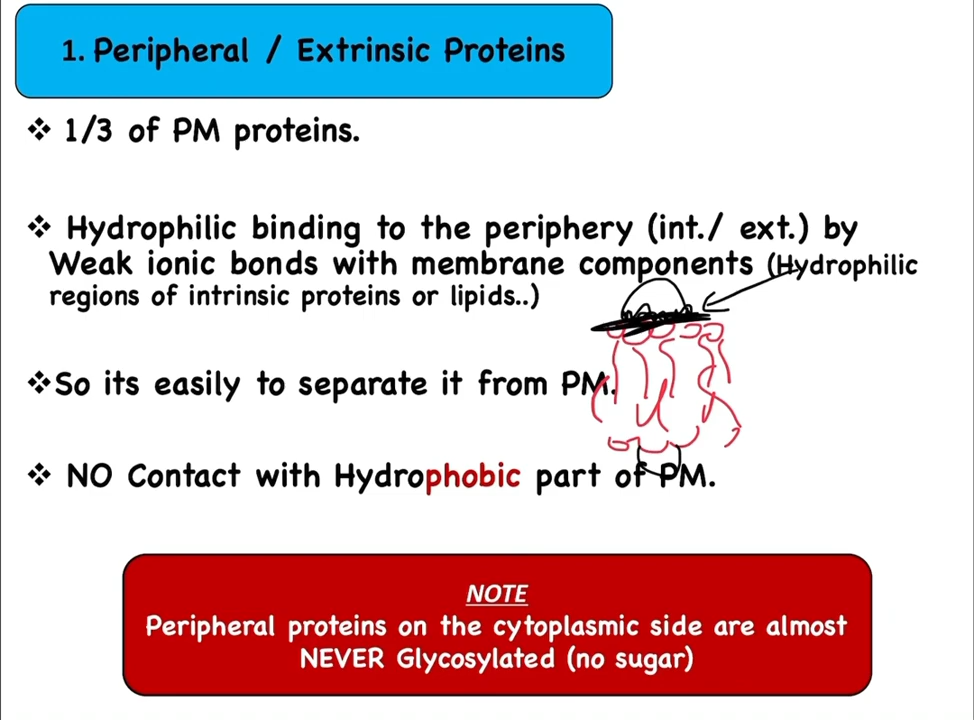 1. Peripheral / Extrinsic Proteins
❖ 1/3 of PM proteins.
❖ Hydrophilic binding to the periphery (int./ ext.) by
Weak ionic bonds with membrane components (Hydrophilic
regions of intrinsic proteins or lipids..)
❖So its easily to separate it from PM.
❖ NO Contact with Hydrophobic part of PM.
NOTE
Peripheral proteins on the cytoplasmic side are almost
NEVER Glycosylated (no sugar)